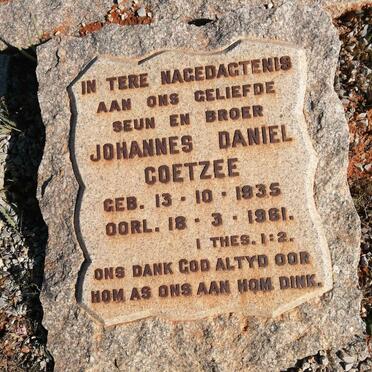 IN TERE NAGEDAGTENIS
AAN ONS GELIEFDE
SEUN EN BROER
JOHANNES DANIEL
COETZEE
GEB. 13 · 10 · 1935
OORL. 18 · 3 · 1961.
1 THES. 1:2.
ONS DANK GOD ALTYD OOR
HOM AS ONS AAN HOM DINK.